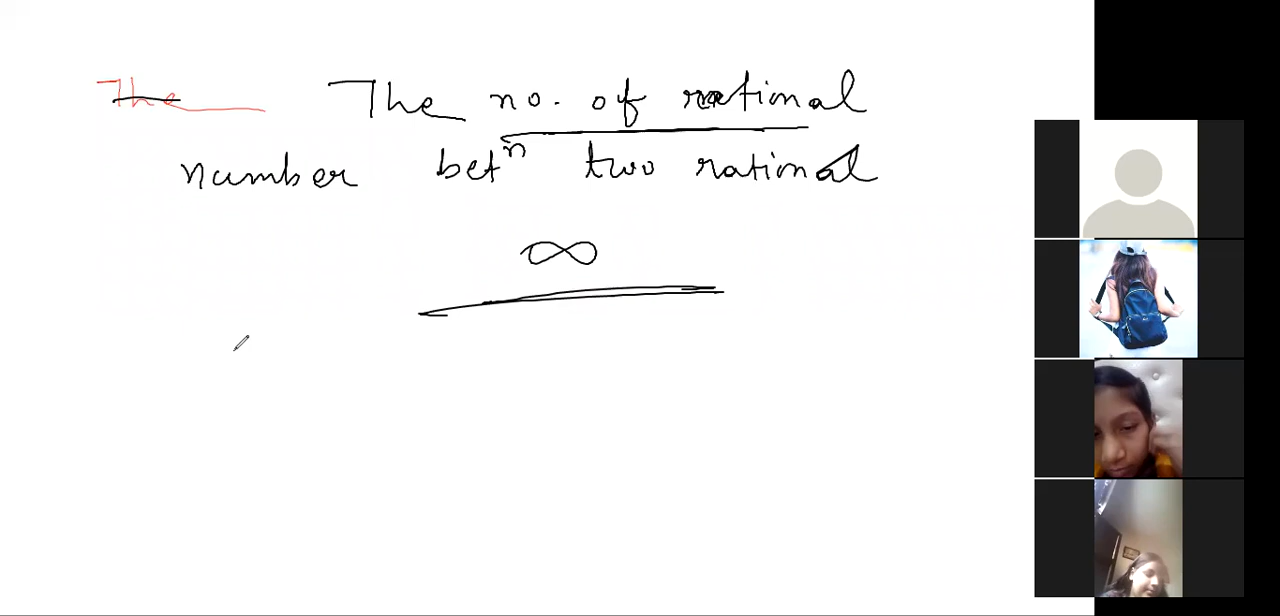 The The no. of rational
number betⁿ two rational
∞